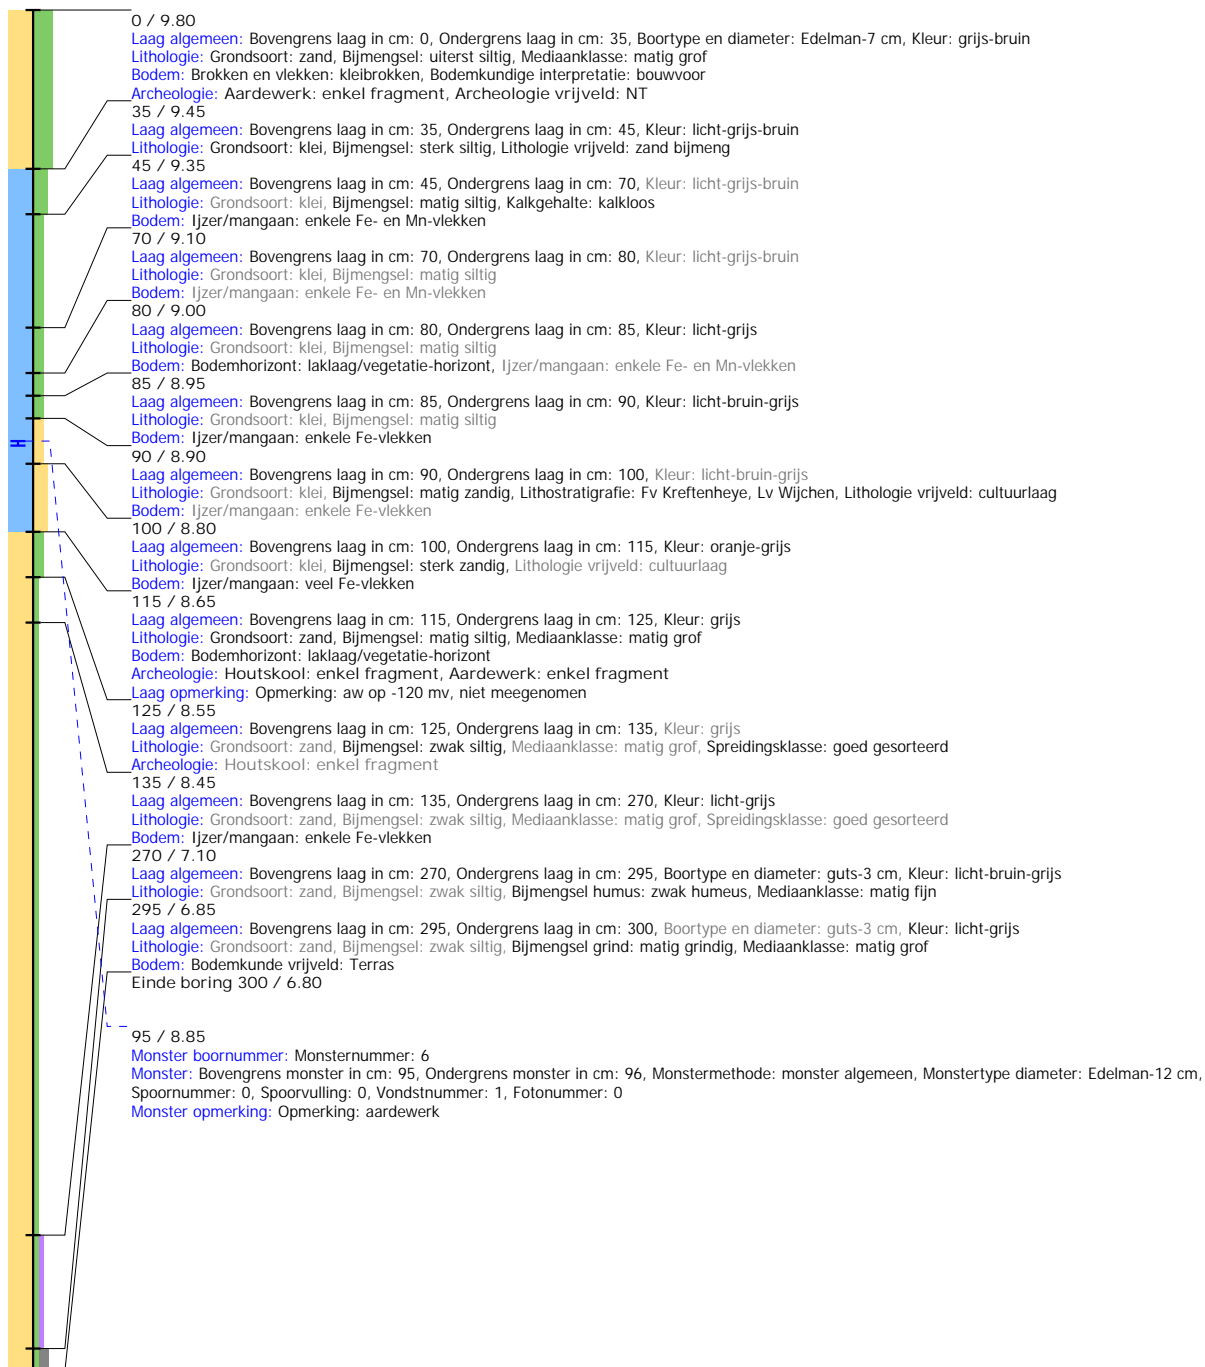 0 / 9.80
Laag algemeen: Bovengrens laag in cm: 0, Ondergrens laag in cm: 35, Boortype en diameter: Edelman-7 cm, Kleur: grijs-bruin
Lithologie: Grondsoort: zand, Bijmengsel: uiterst siltig, Mediaanklasse: matig grof
Bodem: Brokken en vlekken: kleibrokken, Bodemkundige interpretatie: bouwvoor
Archeologie: Aardewerk: enkel fragment, Archeologie vrijveld: NT
35 / 9.45
Laag algemeen: Bovengrens laag in cm: 35, Ondergrens laag in cm: 45, Kleur: licht-grijs-bruin
Lithologie: Grondsoort: klei, Bijmengsel: sterk siltig, Lithologie vrijveld: zand bijmeng
45 / 9.35
Laag algemeen: Bovengrens laag in cm: 45, Ondergrens laag in cm: 70, Kleur: licht-grijs-bruin
Lithologie: Grondsoort: klei, Bijmengsel: matig siltig, Kalkgehalte: kalkloos
Bodem: Ijzer/mangaan: enkele Fe- en Mn-vlekken
70 / 9.10
Laag algemeen: Bovengrens laag in cm: 70, Ondergrens laag in cm: 80, Kleur: licht-grijs-bruin
Lithologie: Grondsoort: klei, Bijmengsel: matig siltig
Bodem: Ijzer/mangaan: enkele Fe- en Mn-vlekken
80 / 9.00
Laag algemeen: Bovengrens laag in cm: 80, Ondergrens laag in cm: 85, Kleur: licht-grijs
Lithologie: Grondsoort: klei, Bijmengsel: matig siltig
Bodem: Bodemhorizont: laklaag/vegetatie-horizont, Ijzer/mangaan: enkele Fe- en Mn-vlekken
85 / 8.95
Laag algemeen: Bovengrens laag in cm: 85, Ondergrens laag in cm: 90, Kleur: licht-bruin-grijs
Lithologie: Grondsoort: klei, Bijmengsel: matig siltig
Bodem: Ijzer/mangaan: enkele Fe-vlekken
90 / 8.90
Laag algemeen: Bovengrens laag in cm: 90, Ondergrens laag in cm: 100, Kleur: licht-bruin-grijs
Lithologie: Grondsoort: klei, Bijmengsel: matig zandig, Lithostratigrafie: Fv Kreftenheye, Lv Wijchen, Lithologie vrijveld: cultuurlaag
Bodem: Ijzer/mangaan: enkele Fe-vlekken
100 / 8.80
Laag algemeen: Bovengrens laag in cm: 100, Ondergrens laag in cm: 115, Kleur: oranje-grijs
Lithologie: Grondsoort: klei, Bijmengsel: sterk zandig, Lithologie vrijveld: cultuurlaag
Bodem: Ijzer/mangaan: veel Fe-vlekken
115 / 8.65
Laag algemeen: Bovengrens laag in cm: 115, Ondergrens laag in cm: 125, Kleur: grijs
Lithologie: Grondsoort: zand, Bijmengsel: matig siltig, Mediaanklasse: matig grof
Bodem: Bodemhorizont: laklaag/vegetatie-horizont
Archeologie: Houtskool: enkel fragment, Aardewerk: enkel fragment
Laag opmerking: Opmerking: aw op -120 mv, niet meegenomen
125 / 8.55
Laag algemeen: Bovengrens laag in cm: 125, Ondergrens laag in cm: 135, Kleur: grijs
Lithologie: Grondsoort: zand, Bijmengsel: zwak siltig, Mediaanklasse: matig grof, Spreidingsklasse: goed gesorteerd
Archeologie: Houtskool: enkel fragment
135 / 8.45
Laag algemeen: Bovengrens laag in cm: 135, Ondergrens laag in cm: 270, Kleur: licht-grijs
Lithologie: Grondsoort: zand, Bijmengsel: zwak siltig, Mediaanklasse: matig grof, Spreidingsklasse: goed gesorteerd
Bodem: Ijzer/mangaan: enkele Fe-vlekken
270 / 7.10
Laag algemeen: Bovengrens laag in cm: 270, Ondergrens laag in cm: 295, Boortype en diameter: guts-3 cm, Kleur: licht-bruin-grijs
Lithologie: Grondsoort: zand, Bijmengsel: zwak siltig, Bijmengsel humus: zwak humeus, Mediaanklasse: matig fijn
295 / 6.85
Laag algemeen: Bovengrens laag in cm: 295, Ondergrens laag in cm: 300, Boortype en diameter: guts-3 cm, Kleur: licht-grijs
Lithologie: Grondsoort: zand, Bijmengsel: zwak siltig, Bijmengsel grind: matig grindig, Mediaanklasse: matig grof
Bodem: Bodemkunde vrijveld: Terras
Einde boring 300 / 6.80
95 / 8.85
Monster boornummer: Monsternummer: 6
Monster: Bovengrens monster in cm: 95, Ondergrens monster in cm: 96, Monstermethode: monster algemeen, Monstertype diameter: Edelman-12 cm,
Spoornummer: 0, Spoorvulling: 0, Vondstnummer: 1, Fotonummer: 0
Monster opmerking: Opmerking: aardewerk